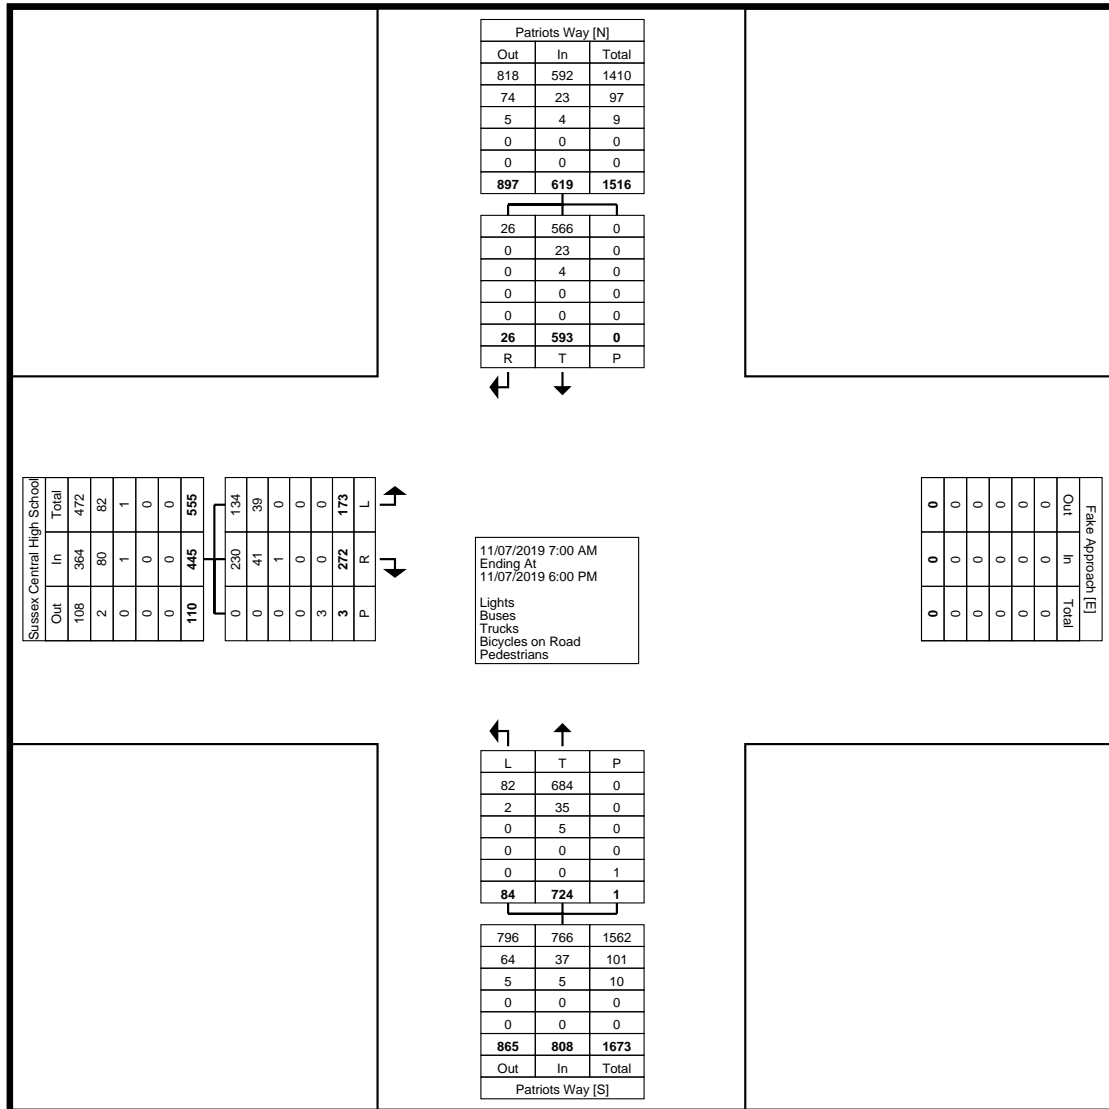 Patriots Way [N]
Out In Total
818 592 1410
74 23 97
5 4 9
0 0 0
0 0 0
897 619 1516
26 566 0
0 23 0
0 4 0
0 0 0
0 0 0
26 593 0
R T P
Sussex Central High School
Total 472 82 1 0 0 555
In 364 80 1 0 0 445
Out 108 2 0 0 0 110
134 39 0 0 0 173 L
230 41 1 0 0 272 R
0 0 0 0 3 3 P
11/07/2019 7:00 AM
Ending At
11/07/2019 6:00 PM
Lights
Buses
Trucks
Bicycles on Road
Pedestrians
Fake Approach [E]
Out In Total
0 0 0
0 0 0
0 0 0
0 0 0
0 0 0
0 0 0
L T P
82 684 0
2 35 0
0 5 0
0 0 0
0 0 1
84 724 1
796 766 1562
64 37 101
5 5 10
0 0 0
0 0 0
865 808 1673
Out In Total
Patriots Way [S]